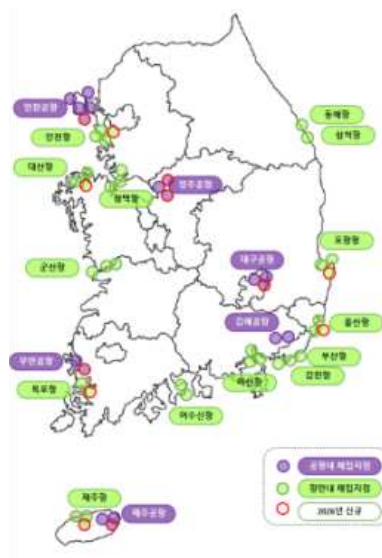 동해항
인천공항
삼척항
인천항
대산항
청주공항
평택항
포항항
대구공항
군산항
김해공항
울산항
부산항
무안공항
마산항
감천항
목포항
여수신항
제주항
제주공항
공항내 채집지점
항만내 채집지점
2026년 신규